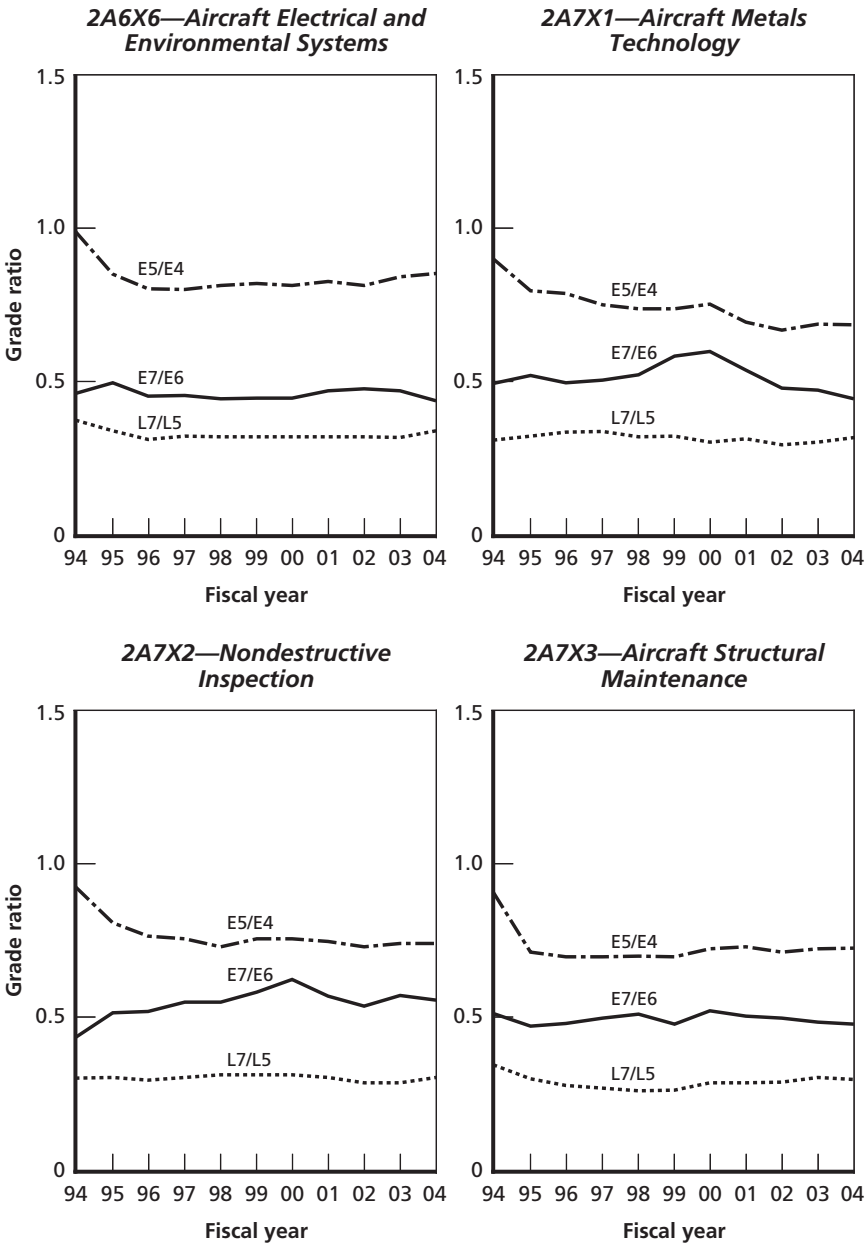 2A6X6—Aircraft Electrical and
Environmental Systems
1.5
1.0
0.5
0
Grade ratio
E5/E4
E7/E6
L7/L5
94 95 96 97 98 99 00 01 02 03 04
Fiscal year
2A7X1—Aircraft Metals
Technology
1.5
1.0
0.5
0
E5/E4
E7/E6
L7/L5
94 95 96 97 98 99 00 01 02 03 04
Fiscal year
2A7X2—Nondestructive
Inspection
1.5
1.0
0.5
0
Grade ratio
E5/E4
E7/E6
L7/L5
94 95 96 97 98 99 00 01 02 03 04
Fiscal year
2A7X3—Aircraft Structural
Maintenance
1.5
1.0
0.5
0
E5/E4
E7/E6
L7/L5
94 95 96 97 98 99 00 01 02 03 04
Fiscal year